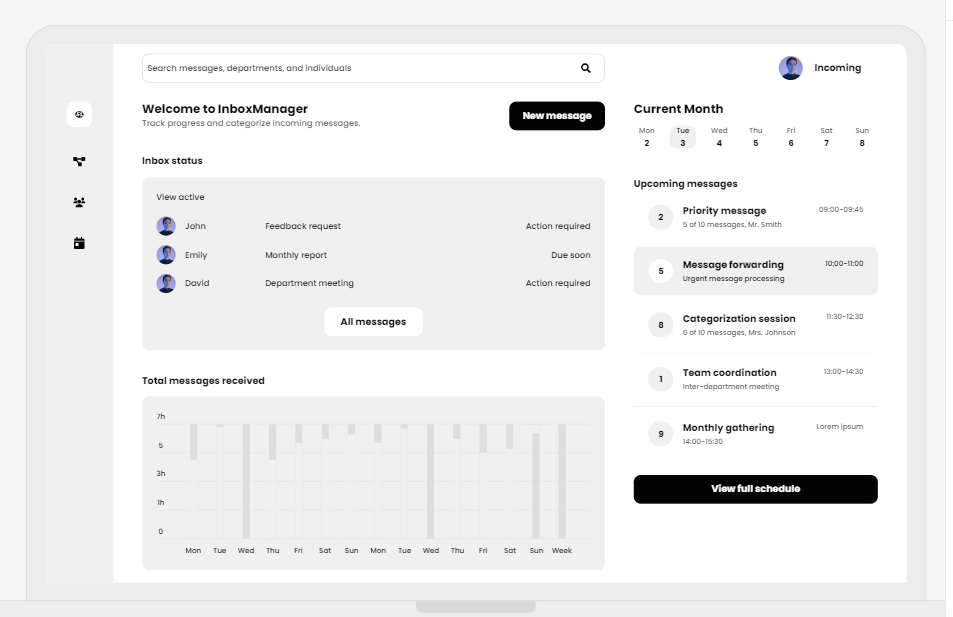 Search messages, departments, and individuals
Incoming
Welcome to InboxManager
Track progress and categorize incoming messages.
New message
Inbox status
View active
John Feedback request Action required
Emily Monthly report Due soon
David Department meeting Action required
All messages
Total messages received
7h
5
3h
1h
0
Mon Tue Wed Thu Fri Sat Sun Mon Tue Wed Thu Fri Sat Sun Week
Current Month
Mon Tue Wed Thu Fri Sat Sun
2 3 4 5 6 7 8
Upcoming messages
2 Priority message 09:00-09:45
5 of 10 messages, Mr. Smith
5 Message forwarding 10:00-11:00
Urgent message processing
8 Categorization session 11:30-12:30
6 of 10 messages, Mrs. Johnson
1 Team coordination 13:00-14:30
Inter-department meeting
9 Monthly gathering Lorem ipsum
14:00-15:30
View full schedule